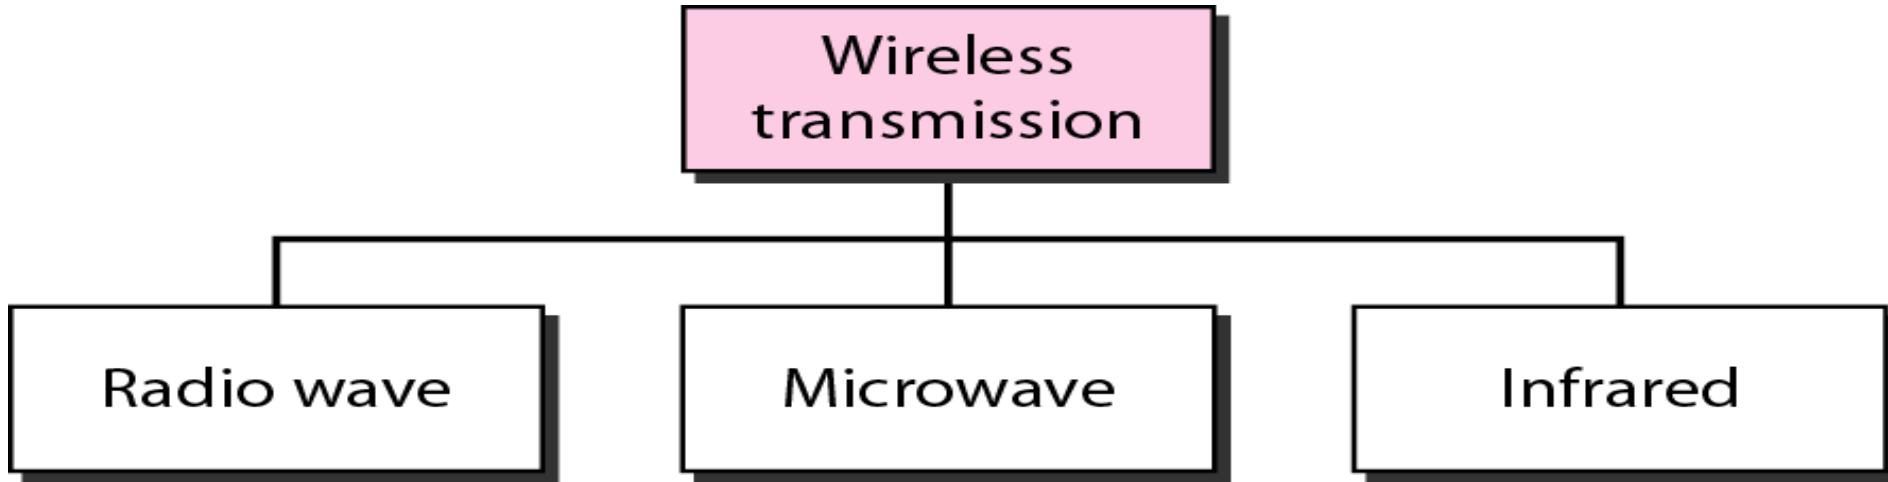 Wireless
transmission
Radio wave
Microwave
Infrared